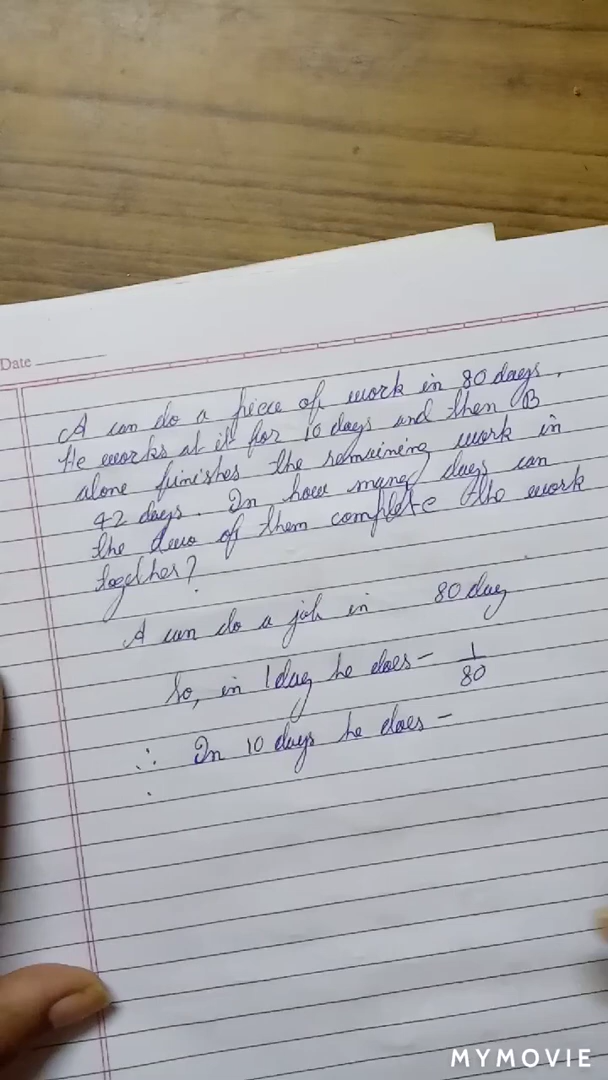 Date
A can do a piece of work in 80 days.
He works at it for 10 days and then B
alone finishes the remaining work in
42 days. In how many days can
the two of them complete the work
together?
A can do a job in 80 day
So, in 1 day he does - 1/80
∴ In 10 days he does -
MYMOVIE